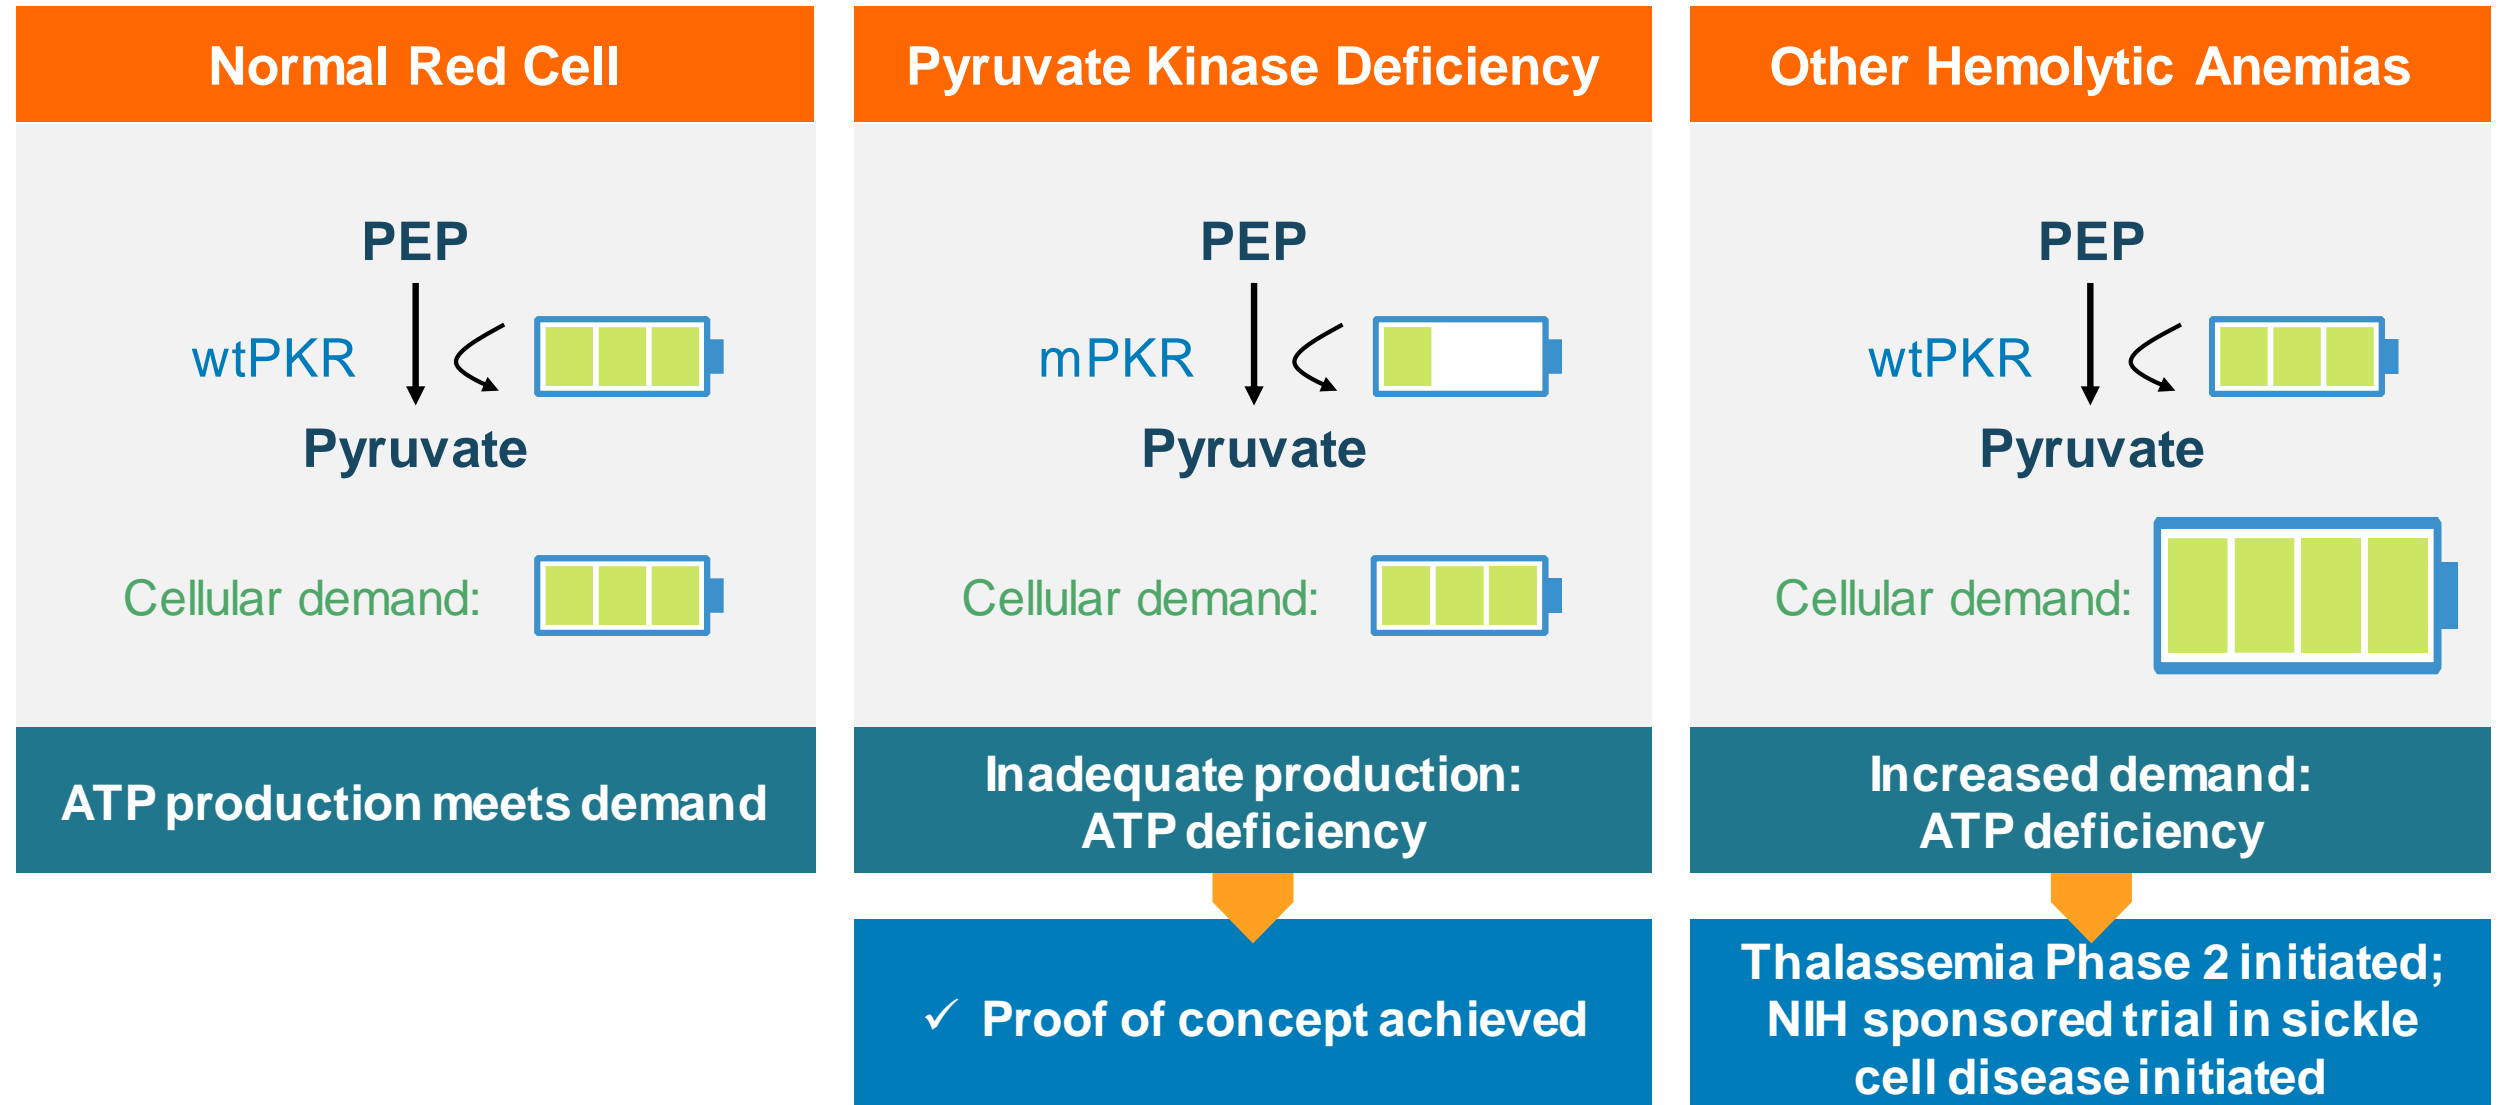 Normal Red Cell
PEP
wtPKR
Pyruvate
Cellular demand:
ATP production meets demand
Pyruvate Kinase Deficiency
PEP
mPKR
Pyruvate
Cellular demand:
Inadequate production:
ATP deficiency
✓ Proof of concept achieved
Other Hemolytic Anemias
PEP
wtPKR
Pyruvate
Cellular demand:
Increased demand:
ATP deficiency
Thalassemia Phase 2 initiated;
NIH sponsored trial in sickle
cell disease initiated